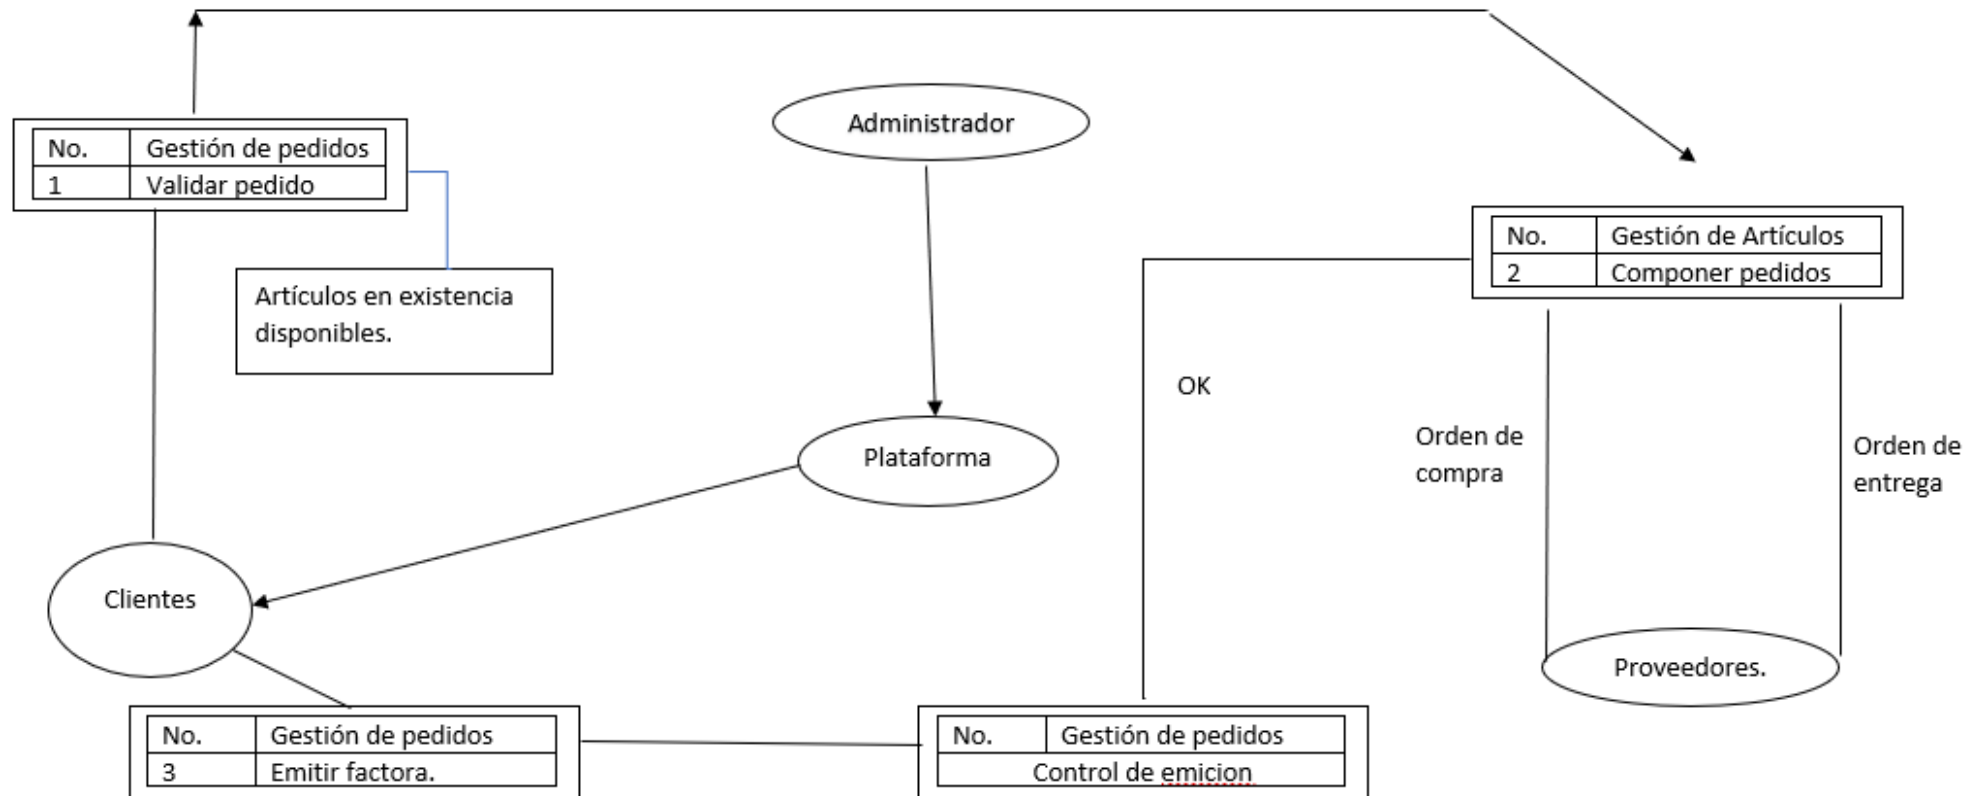 Administrador
No. Gestión de pedidos
1 Validar pedido
No. Gestión de Artículos
2 Componer pedidos
Artículos en existencia
disponibles.
OK
Orden de
compra
Orden de
entrega
Plataforma
Clientes
Proveedores.
No. Gestión de pedidos
3 Emitir factora.
No. Gestión de pedidos
Control de emicion